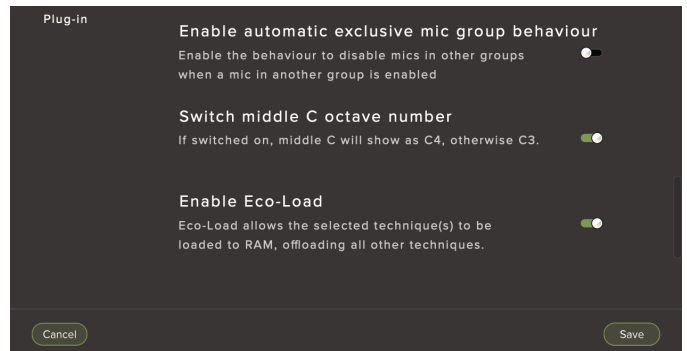 Plug-in
Enable automatic exclusive mic group behaviour
Enable the behaviour to disable mics in other groups
when a mic in another group is enabled
Switch middle C octave number
If switched on, middle C will show as C4, otherwise C3.
Enable Eco-Load
Eco-Load allows the selected technique(s) to be
loaded to RAM, offloading all other techniques.
Cancel
Save